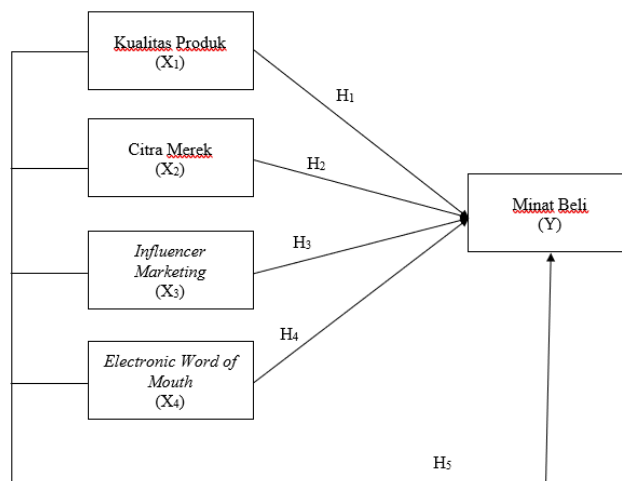 Kualitas Produk
(X₁)
H₁
Citra Merek
(X₂)
H₂
Minat Beli
(Y)
Influencer
Marketing
(X₃)
H₃
Electronic Word of
Mouth
(X₄)
H₄
H₅